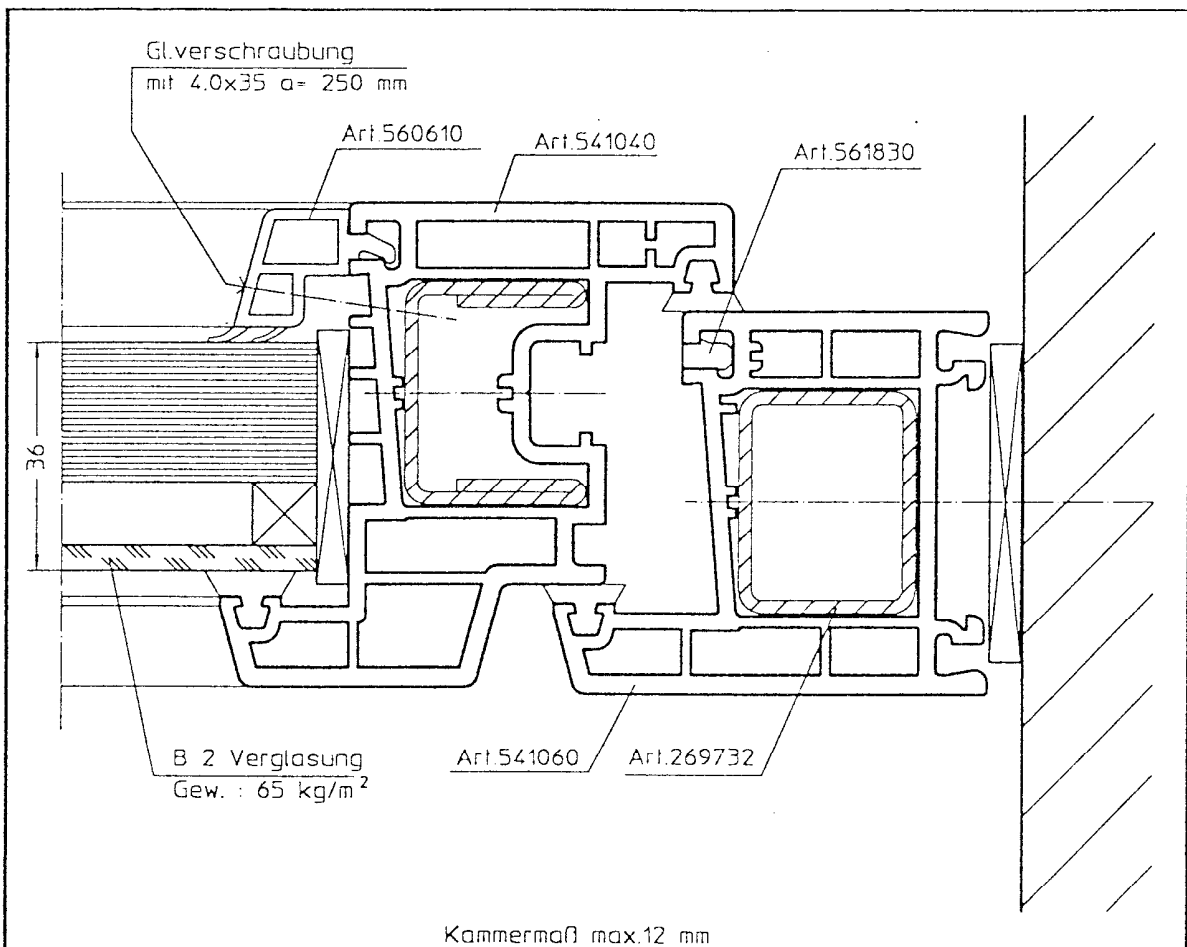 Gl.verschraubung
mit 4.0x35 a= 250 mm
Art.560610
Art.541040
Art.561830
36
B 2 Verglasung
Gew. : 65 kg/m²
Art.541060
Art.269732
Kammermaß max.12 mm